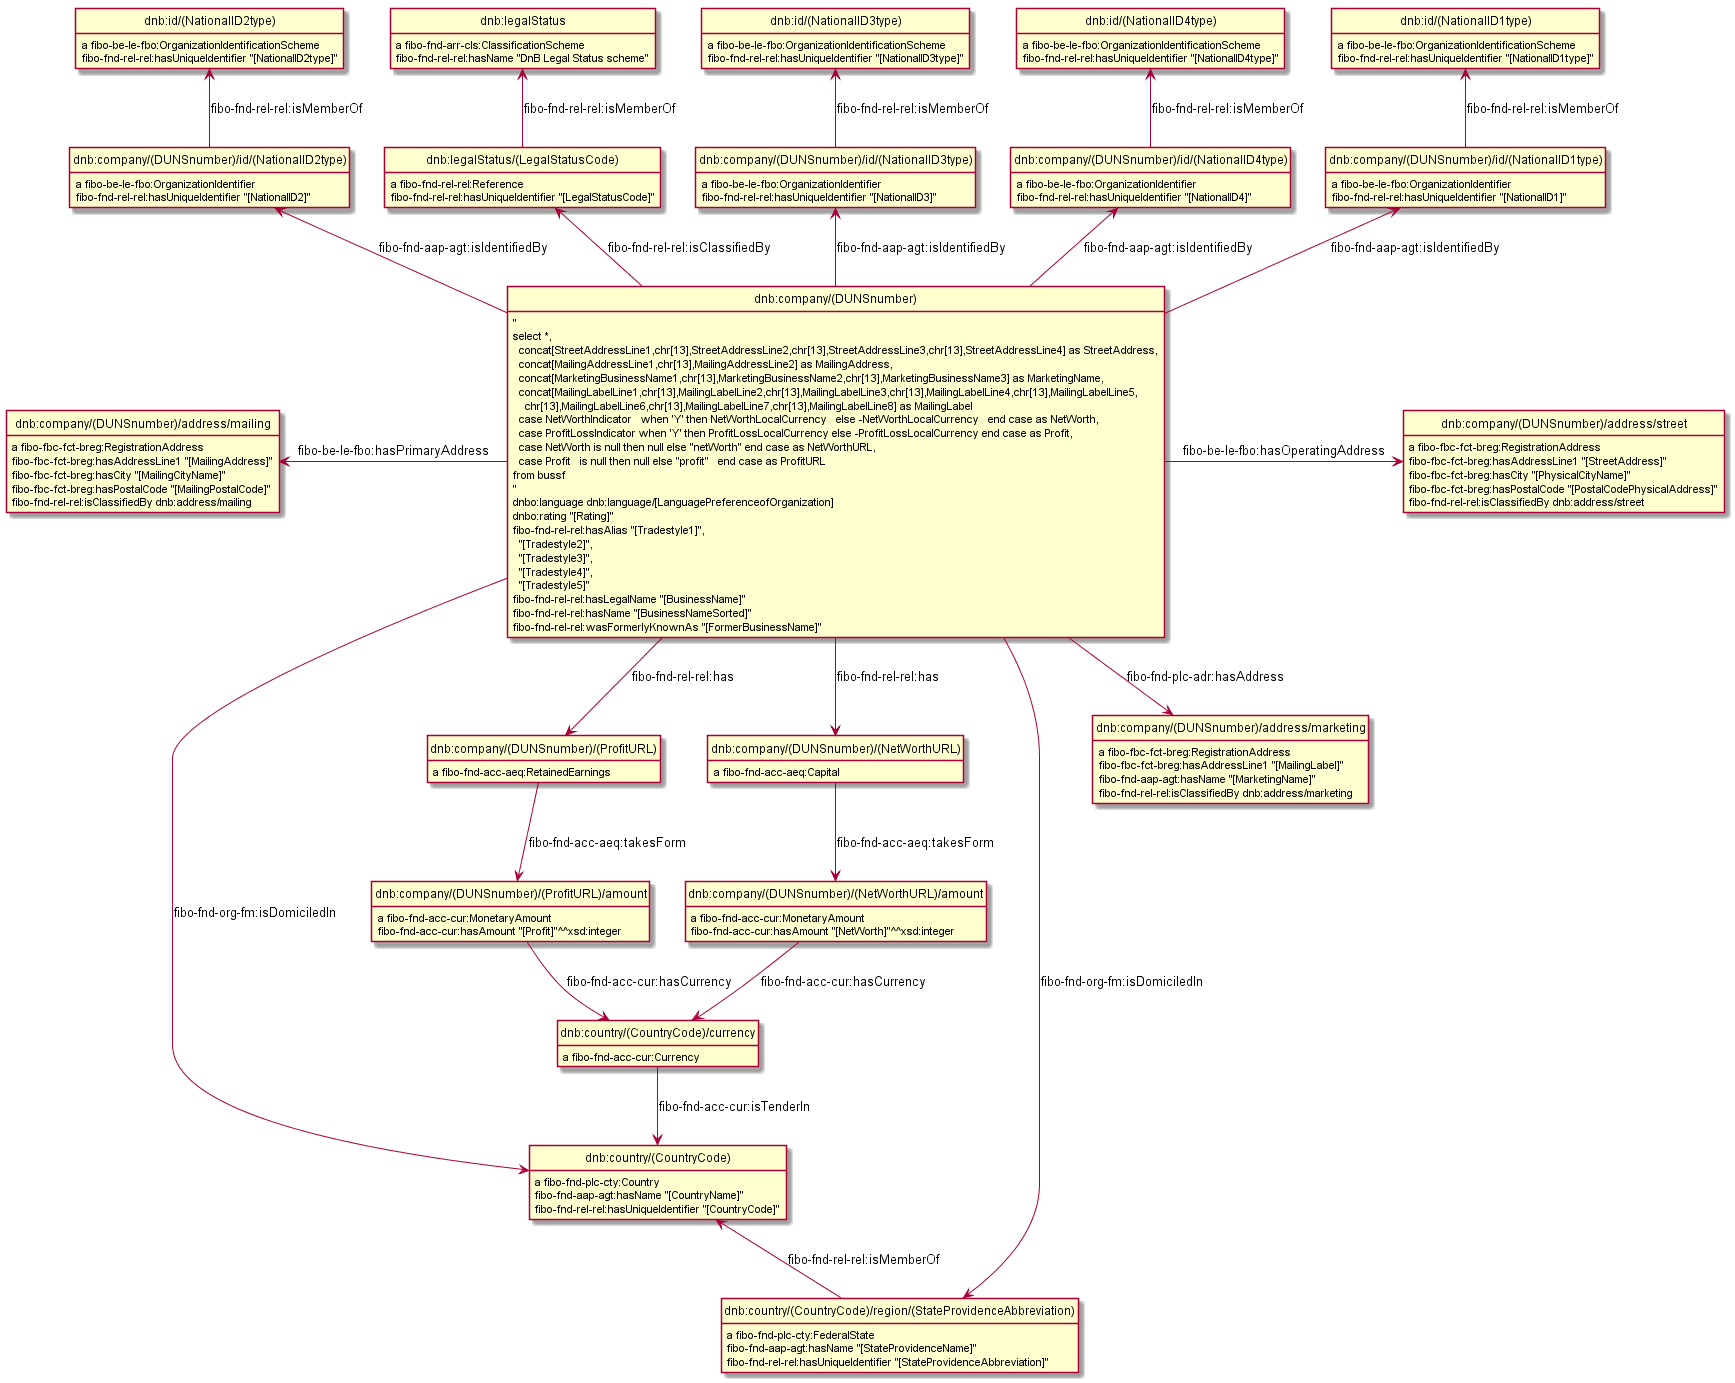 dnb:id/(NationalID2type)
a fibo-be-le-fbo:OrganizationIdentificationScheme
fibo-fnd-rel-rel:hasUniqueIdentifier "[NationalID2type]"
dnb:legalStatus
a fibo-fnd-arr-cls:ClassificationScheme
fibo-fnd-rel-rel:hasName "DnB Legal Status scheme"
dnb:id/(NationalID3type)
a fibo-be-le-fbo:OrganizationIdentificationScheme
fibo-fnd-rel-rel:hasUniqueIdentifier "[NationalID3type]"
dnb:id/(NationalID4type)
a fibo-be-le-fbo:OrganizationIdentificationScheme
fibo-fnd-rel-rel:hasUniqueIdentifier "[NationalID4type]"
dnb:id/(NationalID1type)
a fibo-be-le-fbo:OrganizationIdentificationScheme
fibo-fnd-rel-rel:hasUniqueIdentifier "[NationalID1type]"
fibo-fnd-rel-rel:isMemberOf
fibo-fnd-rel-rel:isMemberOf
fibo-fnd-rel-rel:isMemberOf
fibo-fnd-rel-rel:isMemberOf
fibo-fnd-rel-rel:isMemberOf
dnb:company/(DUNSnumber)/id/(NationalID2type)
a fibo-be-le-fbo:OrganizationIdentifier
fibo-fnd-rel-rel:hasUniqueIdentifier "[NationalID2]"
dnb:legalStatus/(LegalStatusCode)
a fibo-fnd-rel-rel:Reference
fibo-fnd-rel-rel:hasUniqueIdentifier "[LegalStatusCode]"
dnb:company/(DUNSnumber)/id/(NationalID3type)
a fibo-be-le-fbo:OrganizationIdentifier
fibo-fnd-rel-rel:hasUniqueIdentifier "[NationalID3]"
dnb:company/(DUNSnumber)/id/(NationalID4type)
a fibo-be-le-fbo:OrganizationIdentifier
fibo-fnd-rel-rel:hasUniqueIdentifier "[NationalID4]"
dnb:company/(DUNSnumber)/id/(NationalID1type)
a fibo-be-le-fbo:OrganizationIdentifier
fibo-fnd-rel-rel:hasUniqueIdentifier "[NationalID1]"
fibo-fnd-aap-agt:isIdentifiedBy
fibo-fnd-rel-rel:isClassifiedBy
fibo-fnd-aap-agt:isIdentifiedBy
fibo-fnd-aap-agt:isIdentifiedBy
fibo-fnd-aap-agt:isIdentifiedBy
dnb:company/(DUNSnumber)
"
select *,
concat[StreetAddressLine1,chr[13],StreetAddressLine2,chr[13],StreetAddressLine3,chr[13],StreetAddressLine4] as StreetAddress,
concat[MailingAddressLine1,chr[13],MailingAddressLine2] as MailingAddress,
concat[MarketingBusinessName1,chr[13],MarketingBusinessName2,chr[13],MarketingBusinessName3] as MarketingName,
concat[MailingLabelLine1,chr[13],MailingLabelLine2,chr[13],MailingLabelLine3,chr[13],MailingLabelLine4,chr[13],MailingLabelLine5,
chr[13],MailingLabelLine6,chr[13],MailingLabelLine7,chr[13],MailingLabelLine8] as MailingLabel
case NetWorthIndicator when 'Y' then NetWorthLocalCurrency else -NetWorthLocalCurrency end case as NetWorth,
case ProfitLossIndicator when 'Y' then ProfitLossLocalCurrency else -ProfitLossLocalCurrency end case as Profit,
case NetWorth is null then null else "netWorth" end case as NetWorthURL,
case Profit is null then null else "profit" end case as ProfitURL
from bussf
"
dnbo:language dnb:language/[LanguagePreferenceofOrganization]
dnbo:rating "[Rating]"
fibo-fnd-rel-rel:hasAlias "[Tradestyle1]",
"[Tradestyle2]",
"[Tradestyle3]",
"[Tradestyle4]",
"[Tradestyle5]"
fibo-fnd-rel-rel:hasLegalName "[BusinessName]"
fibo-fnd-rel-rel:hasName "[BusinessNameSorted]"
fibo-fnd-rel-rel:wasFormerlyKnownAs "[FormerBusinessName]"
dnb:company/(DUNSnumber)/address/mailing
a fibo-fbc-fct-breg:RegistrationAddress
fibo-fbc-fct-breg:hasAddressLine1 "[MailingAddress]"
fibo-fbc-fct-breg:hasCity "[MailingCityName]"
fibo-fbc-fct-breg:hasPostalCode "[MailingPostalCode]"
fibo-fnd-rel-rel:isClassifiedBy dnb:address/mailing
fibo-be-le-fbo:hasPrimaryAddress
fibo-be-le-fbo:hasOperatingAddress
dnb:company/(DUNSnumber)/address/street
a fibo-fbc-fct-breg:RegistrationAddress
fibo-fbc-fct-breg:hasAddressLine1 "[StreetAddress]"
fibo-fbc-fct-breg:hasCity "[PhysicalCityName]"
fibo-fbc-fct-breg:hasPostalCode "[PostalCodePhysicalAddress]"
fibo-fnd-rel-rel:isClassifiedBy dnb:address/street
fibo-fnd-rel-rel:has
fibo-fnd-rel-rel:has
fibo-fnd-plc-adr:hasAddress
dnb:company/(DUNSnumber)/(ProfitURL)
a fibo-fnd-acc-aeq:RetainedEarnings
dnb:company/(DUNSnumber)/(NetWorthURL)
a fibo-fnd-acc-aeq:Capital
dnb:company/(DUNSnumber)/address/marketing
a fibo-fbc-fct-breg:RegistrationAddress
fibo-fbc-fct-breg:hasAddressLine1 "[MailingLabel]"
fibo-fnd-aap-agt:hasName "[MarketingName]"
fibo-fnd-rel-rel:isClassifiedBy dnb:address/marketing
fibo-fnd-acc-aeq:takesForm
fibo-fnd-acc-aeq:takesForm
dnb:company/(DUNSnumber)/(ProfitURL)/amount
a fibo-fnd-acc-cur:MonetaryAmount
fibo-fnd-acc-cur:hasAmount "[Profit]"^^xsd:integer
dnb:company/(DUNSnumber)/(NetWorthURL)/amount
a fibo-fnd-acc-cur:MonetaryAmount
fibo-fnd-acc-cur:hasAmount "[NetWorth]"^^xsd:integer
fibo-fnd-org-fm:isDomiciledIn
fibo-fnd-acc-cur:hasCurrency
fibo-fnd-acc-cur:hasCurrency
fibo-fnd-org-fm:isDomiciledIn
dnb:country/(CountryCode)/currency
a fibo-fnd-acc-cur:Currency
fibo-fnd-acc-cur:isTenderIn
dnb:country/(CountryCode)
a fibo-fnd-plc-cty:Country
fibo-fnd-aap-agt:hasName "[CountryName]"
fibo-fnd-rel-rel:hasUniqueIdentifier "[CountryCode]"
fibo-fnd-rel-rel:isMemberOf
dnb:country/(CountryCode)/region/(StateProvidenceAbbreviation)
a fibo-fnd-plc-cty:FederalState
fibo-fnd-aap-agt:hasName "[StateProvidenceName]"
fibo-fnd-rel-rel:hasUniqueIdentifier "[StateProvidenceAbbreviation]"